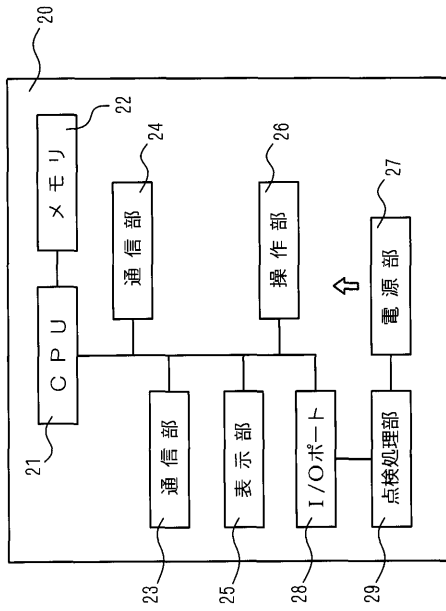 20
CPU
21
メモリ
22
通信部
23
通信部
24
表示部
25
操作部
26
I/Oポート
28
電源部
27
点検処理部
29